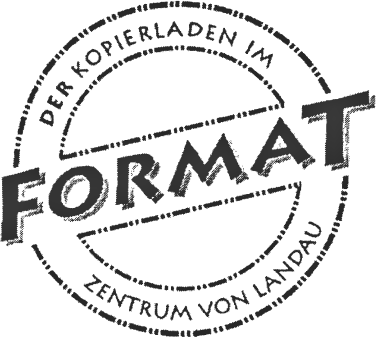 DER KOPIERLADEN IM
FORMAT
ZENTRUM VON LANDAU